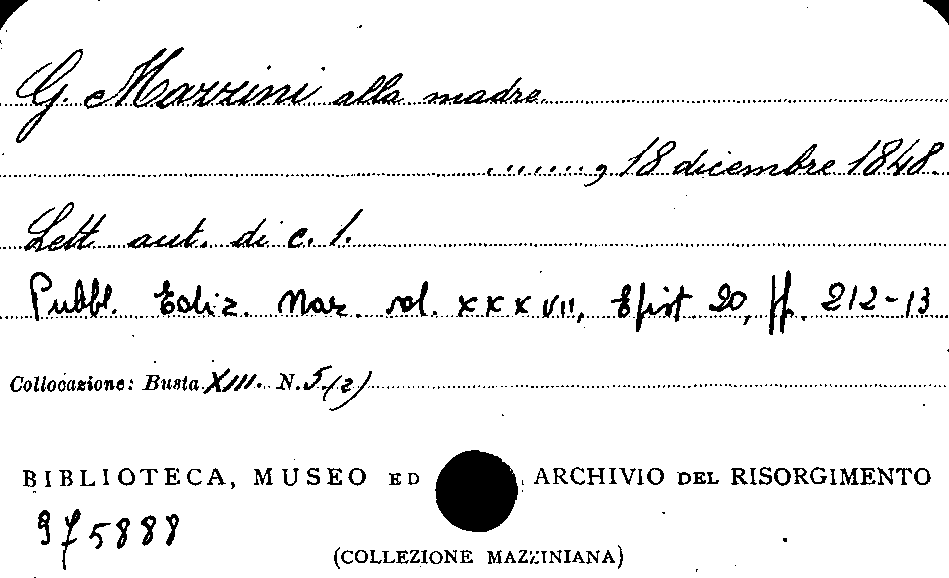 G. Mazzini alla madre
......., 18 dicembre 1848.
Lett. aut. di c. 1.
Pubbl. Ediz. Naz. vol. XXXVII, Epist 20, pp. 212-13
Collocazione: Busta XIII. N. 5 (2)
BIBLIOTECA, MUSEO ED ARCHIVIO DEL RISORGIMENTO
975888
(COLLEZIONE MAZZINIANA)